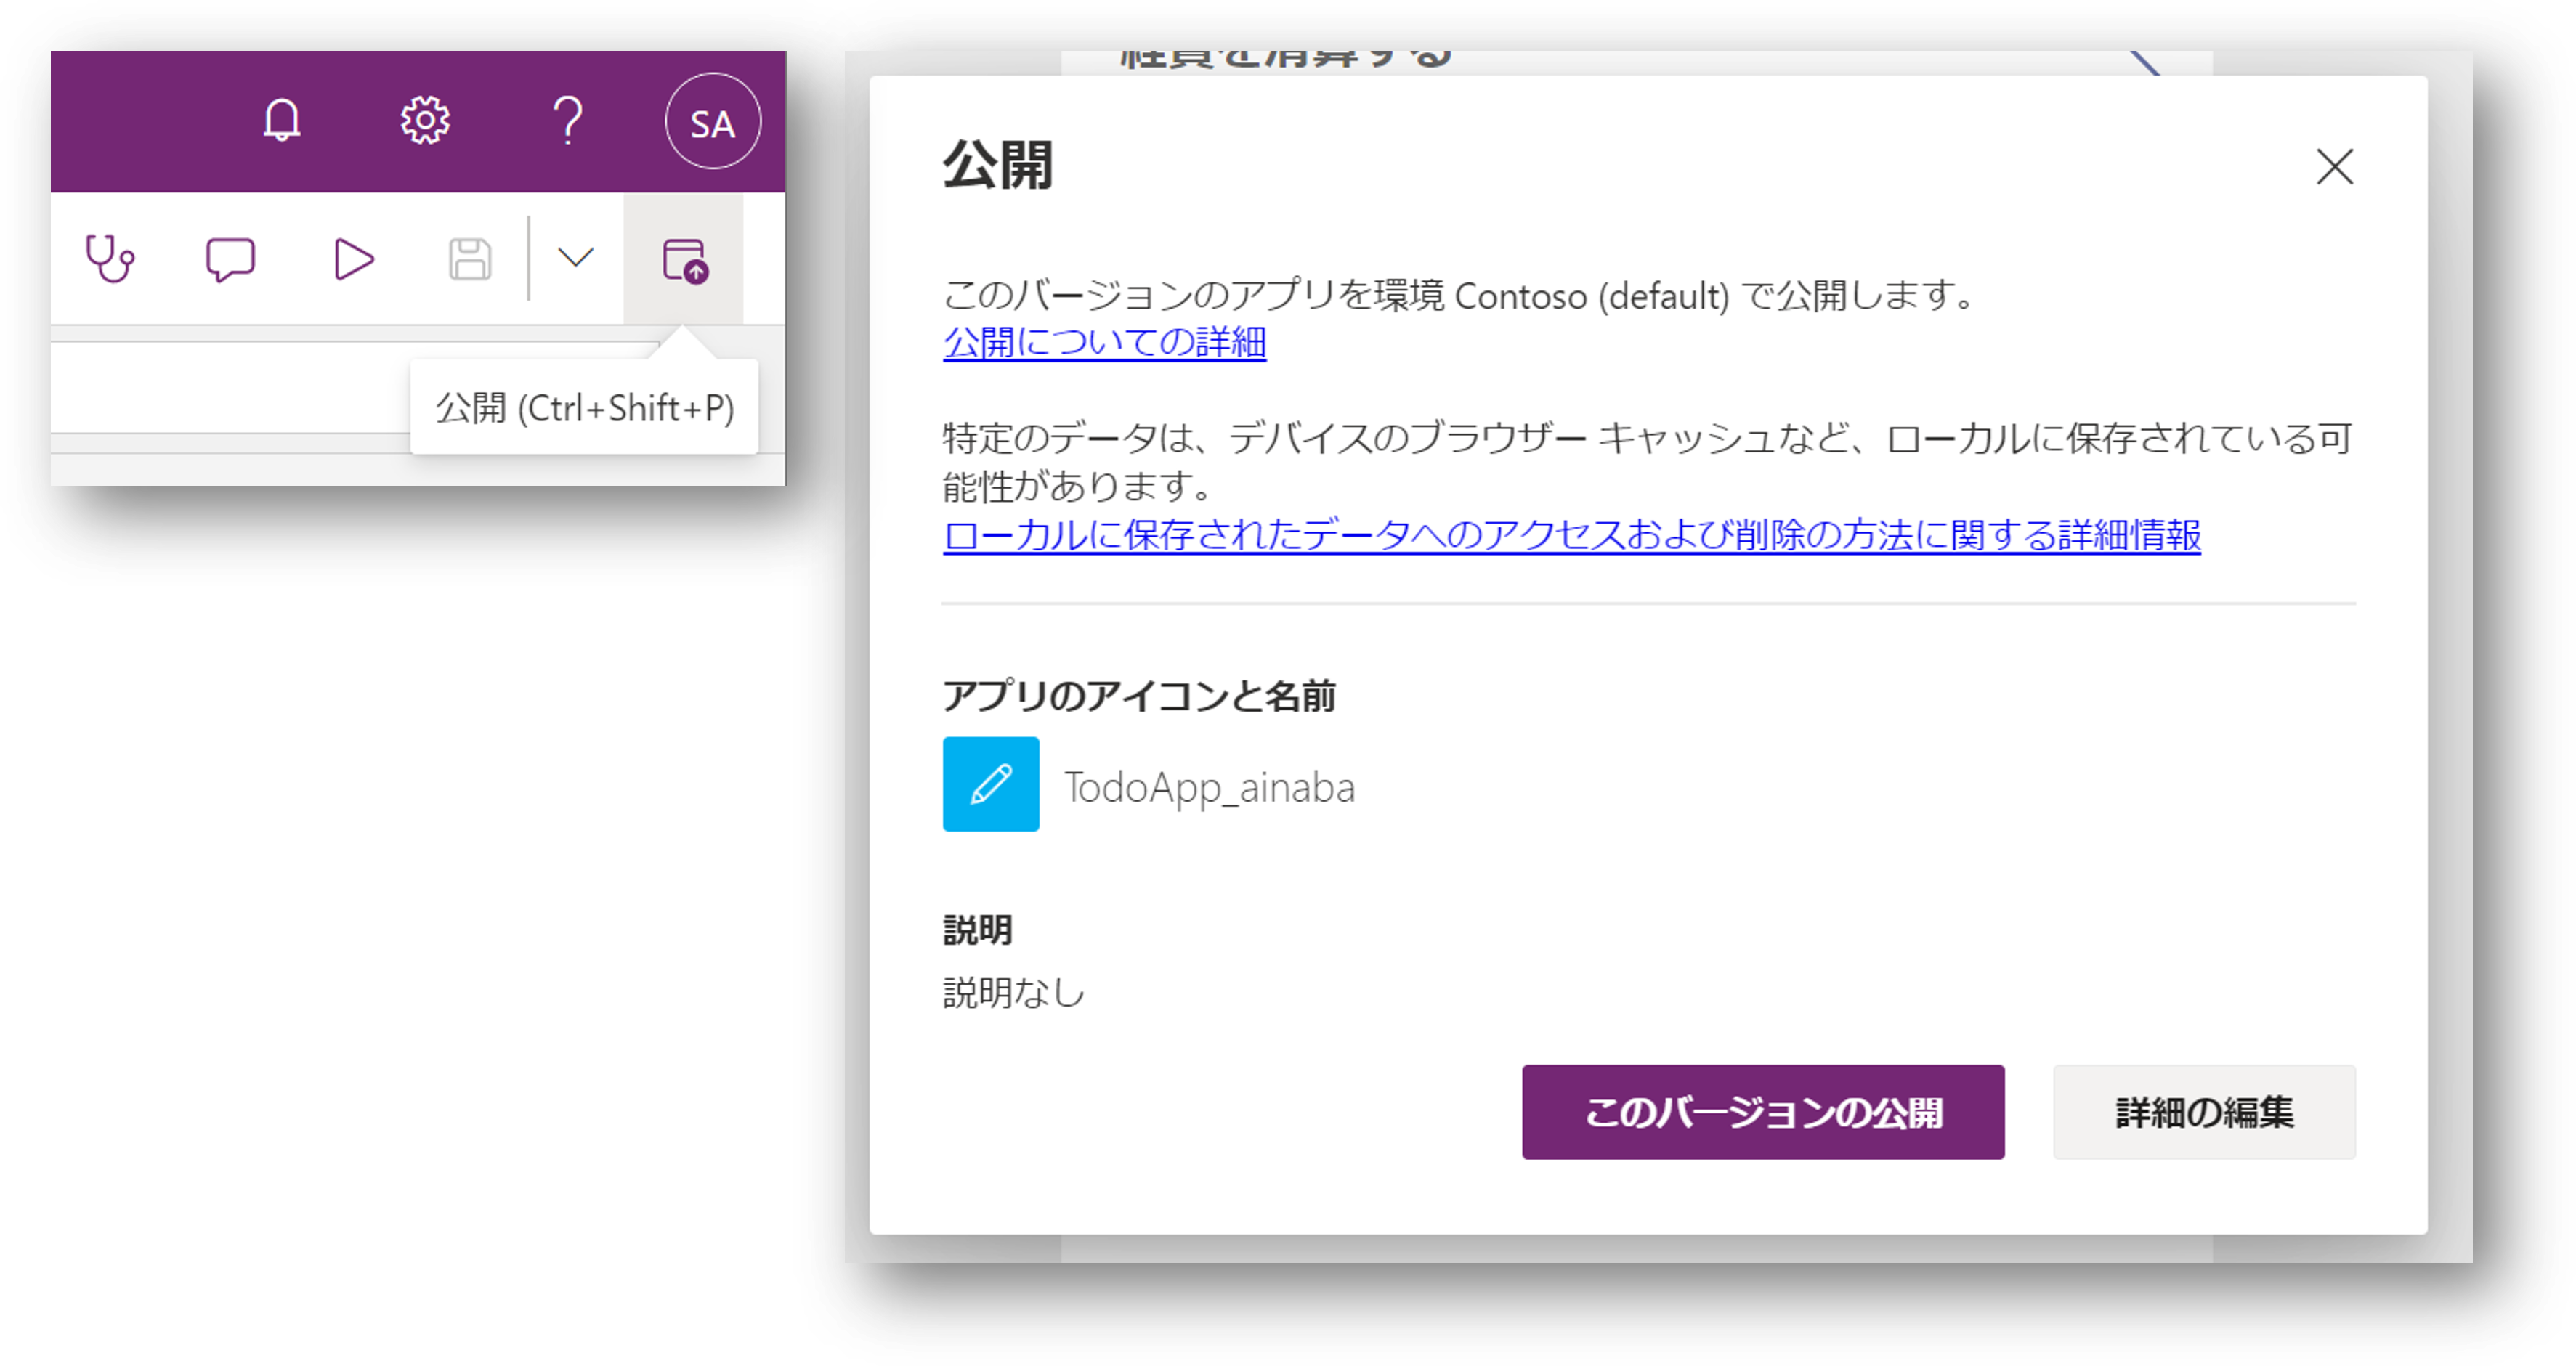 SA
公開 (Ctrl+Shift+P)
経費を清算する
公開
このバージョンのアプリを環境 Contoso (default) で公開します。
公開についての詳細
特定のデータは、デバイスのブラウザー キャッシュなど、ローカルに保存されている可
能性があります。
ローカルに保存されたデータへのアクセスおよび削除の方法に関する詳細情報
アプリのアイコンと名前
TodoApp_ainaba
説明
説明なし
このバージョンの公開
詳細の編集